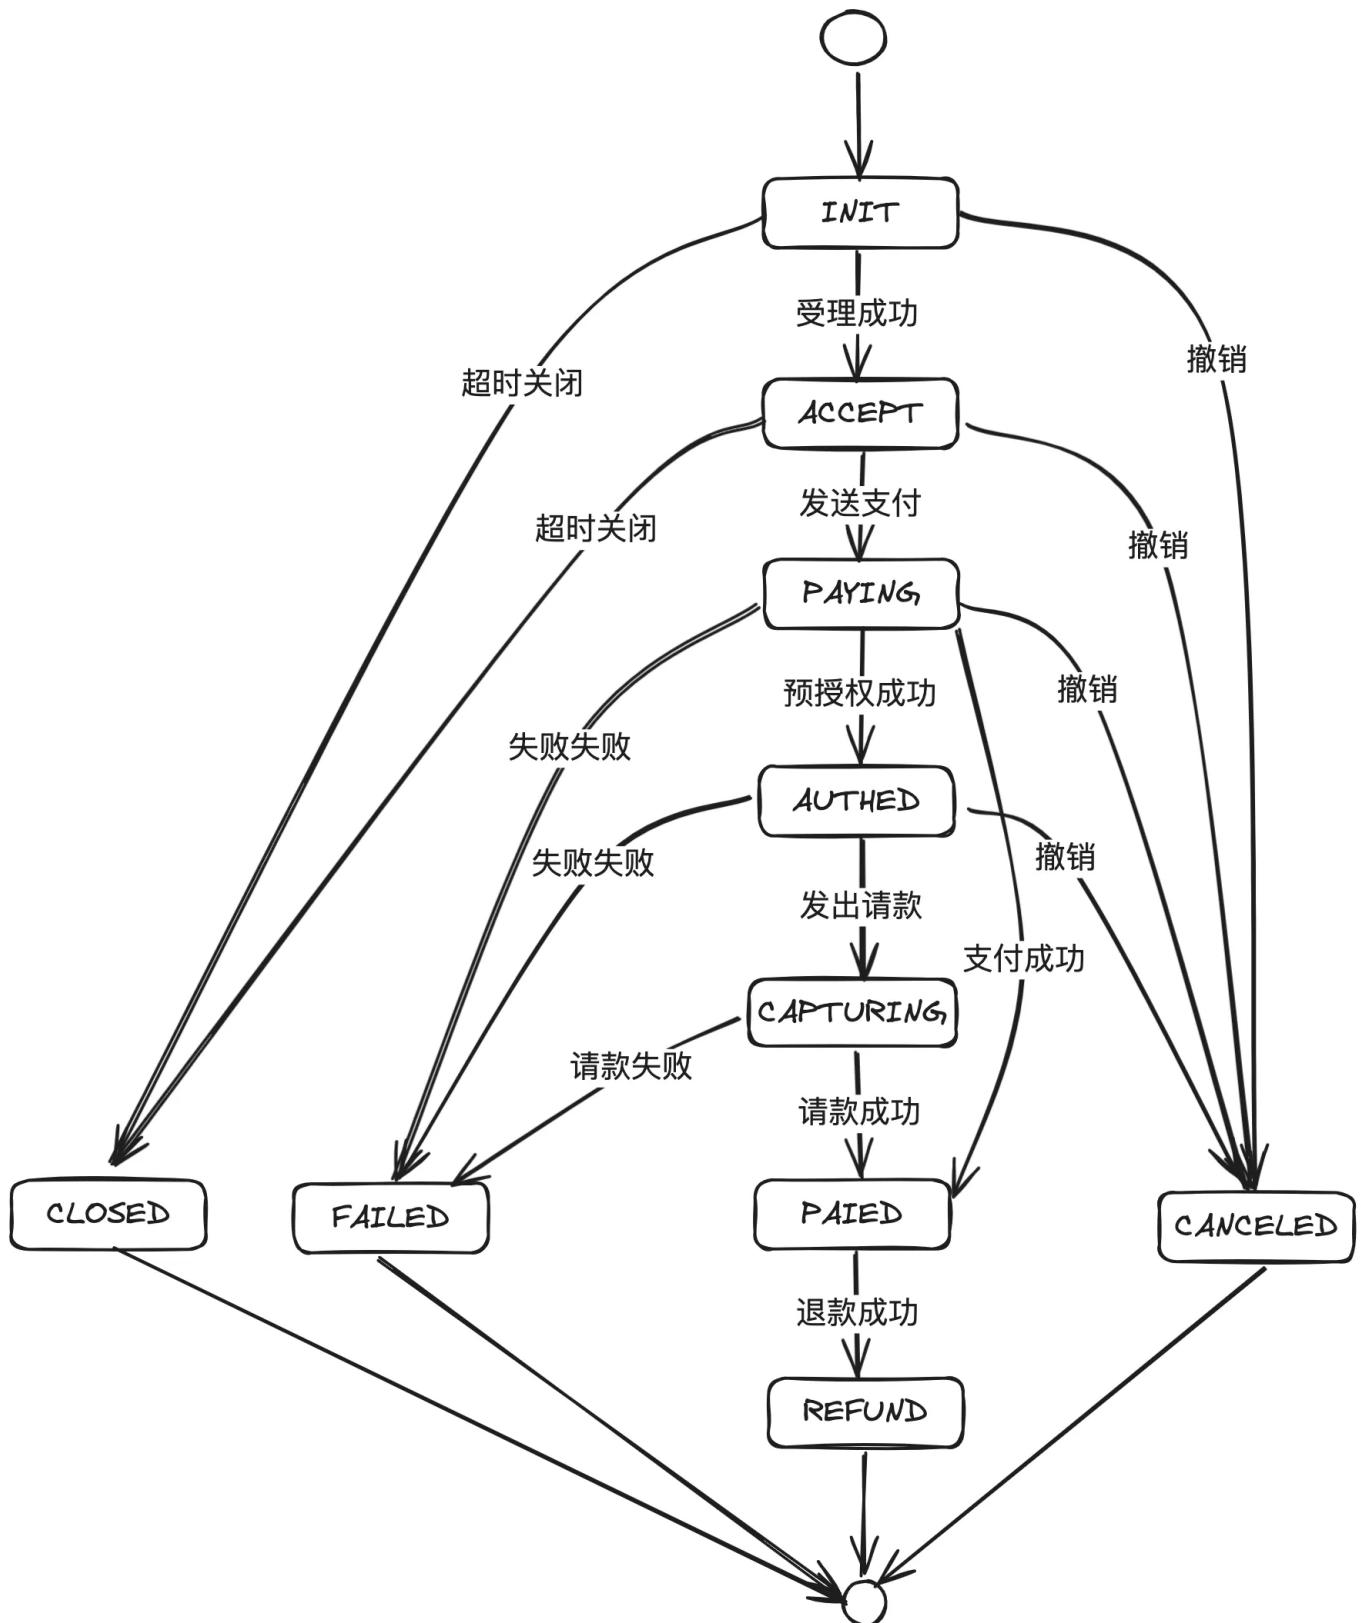 INIT
受理成功
撤销
超时关闭
ACCEPT
发送支付
超时关闭
撤销
PAYING
预授权成功
撤销
失败失败
AUTHED
失败失败
撤销
发出请款
支付成功
CAPTURING
请款失败
请款成功
CLOSED
FAILED
PAIED
CANCELED
退款成功
REFUND